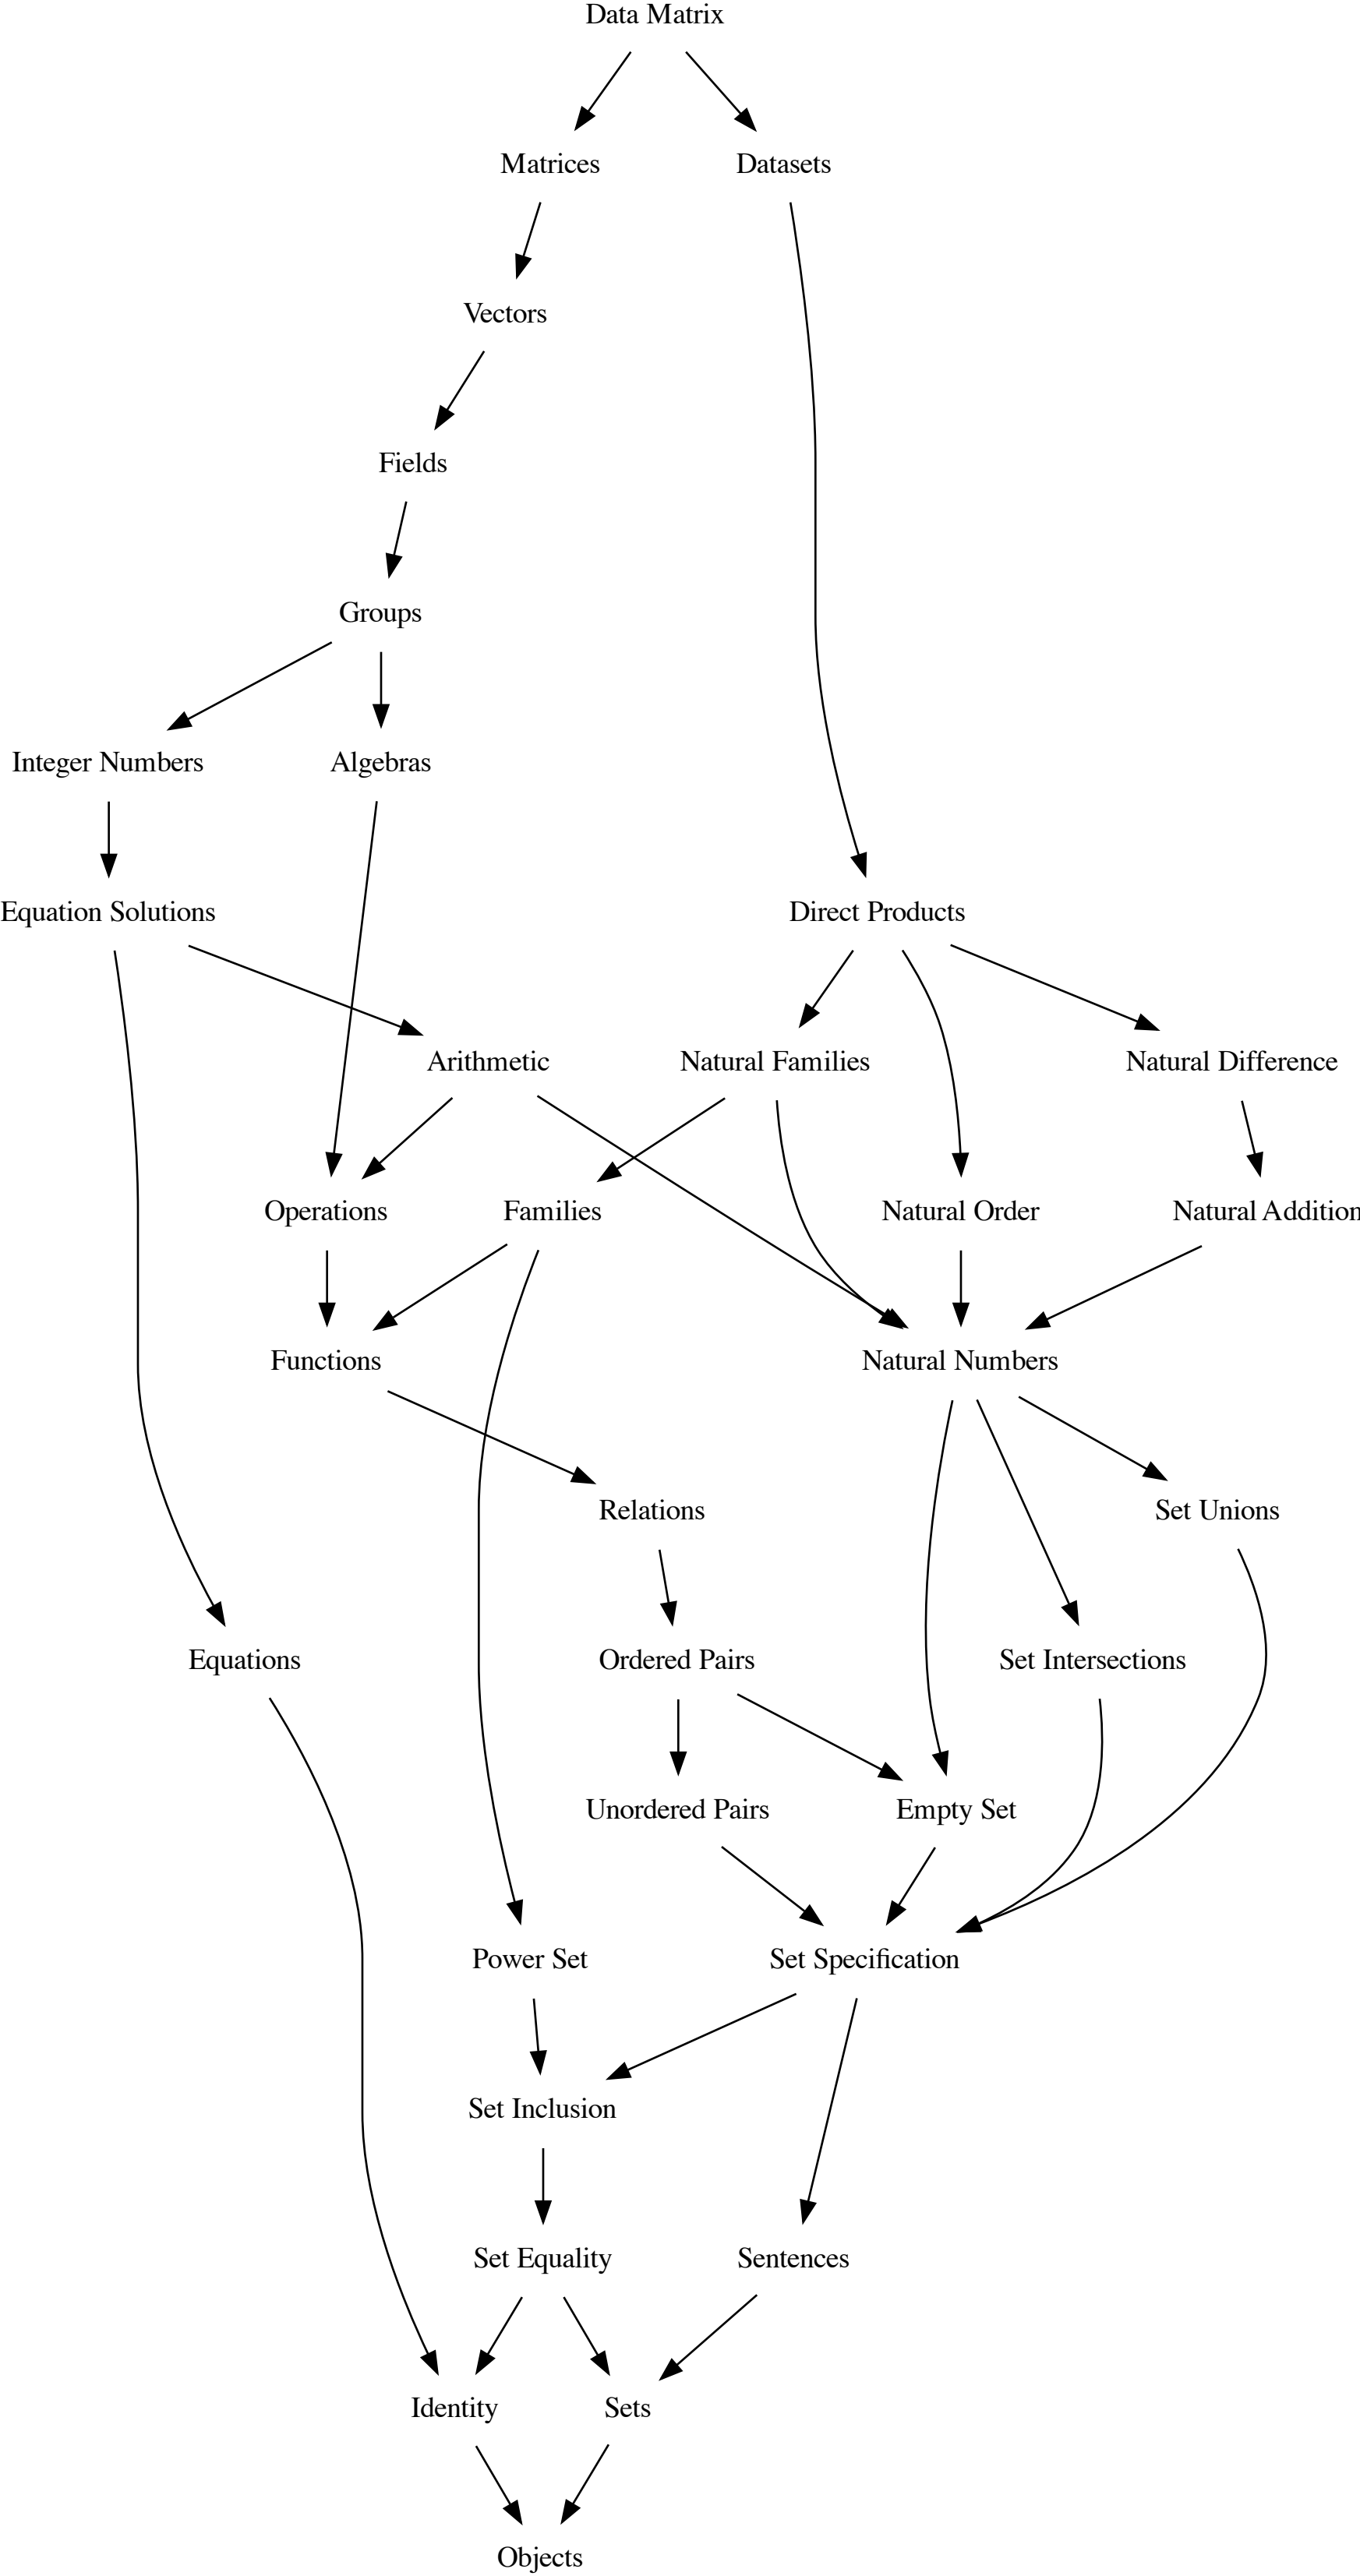 Data Matrix
Matrices
Datasets
Vectors
Fields
Groups
Integer Numbers
Algebras
Equation Solutions
Direct Products
Arithmetic
Natural Families
Natural Difference
Operations
Families
Natural Order
Natural Addition
Functions
Natural Numbers
Relations
Set Unions
Equations
Ordered Pairs
Set Intersections
Unordered Pairs
Empty Set
Power Set
Set Specification
Set Inclusion
Set Equality
Sentences
Identity
Sets
Objects